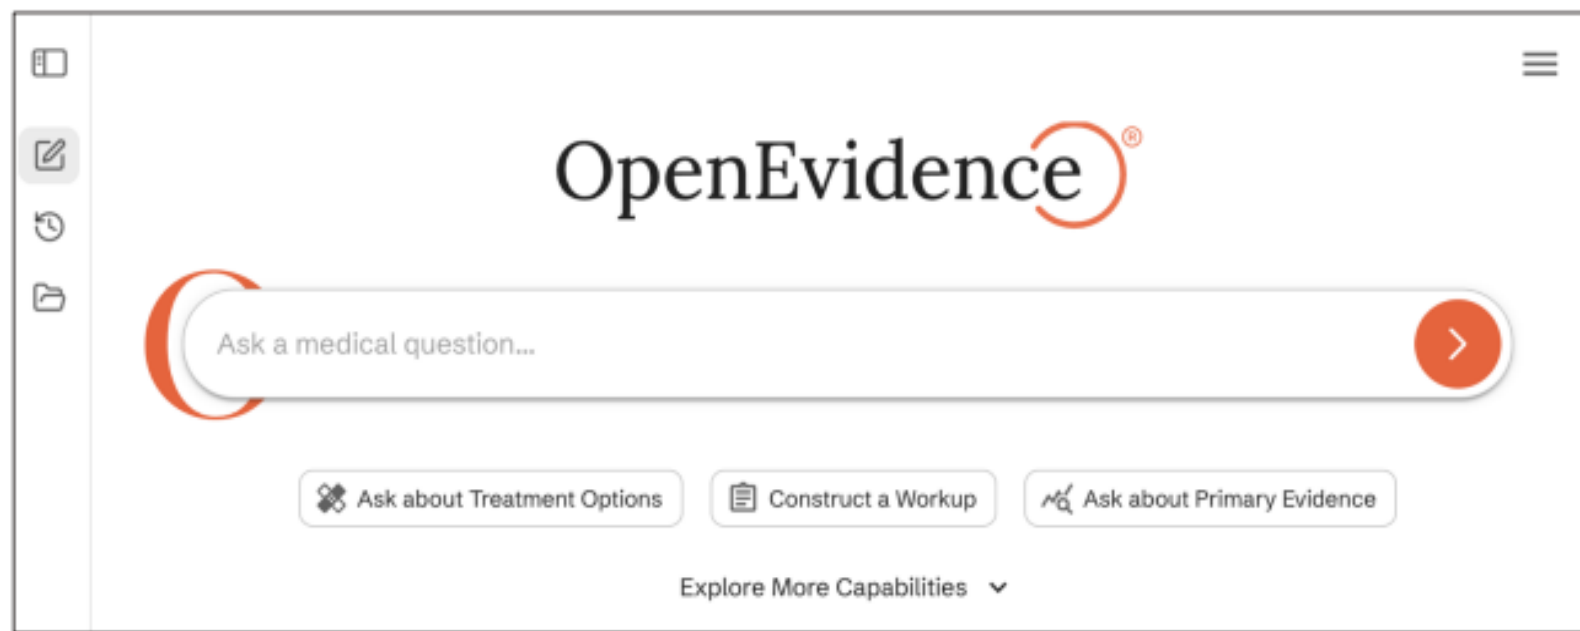 OpenEvidence®
Ask a medical question...
Ask about Treatment Options
Construct a Workup
Ask about Primary Evidence
Explore More Capabilities